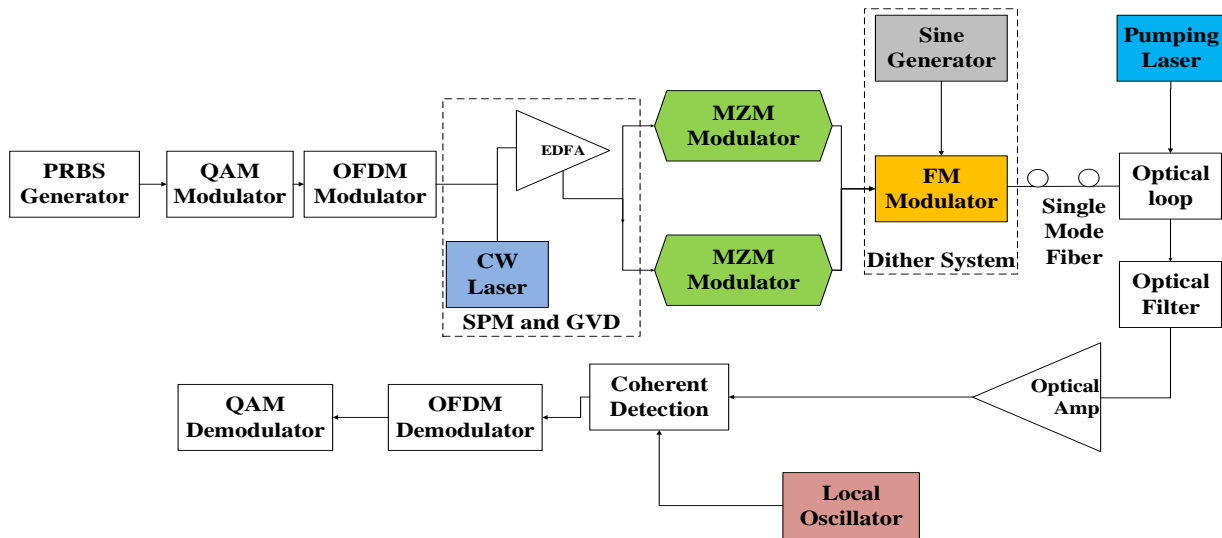 Sine
Generator
Pumping
Laser
MZM
Modulator
EDFA
PRBS
Generator
QAM
Modulator
OFDM
Modulator
FM
Modulator
Optical
loop
Single
Mode
Fiber
CW
Laser
MZM
Modulator
Dither System
SPM and GVD
Optical
Filter
Optical
Amp
Coherent
Detection
OFDM
Demodulator
QAM
Demodulator
Local
Oscillator